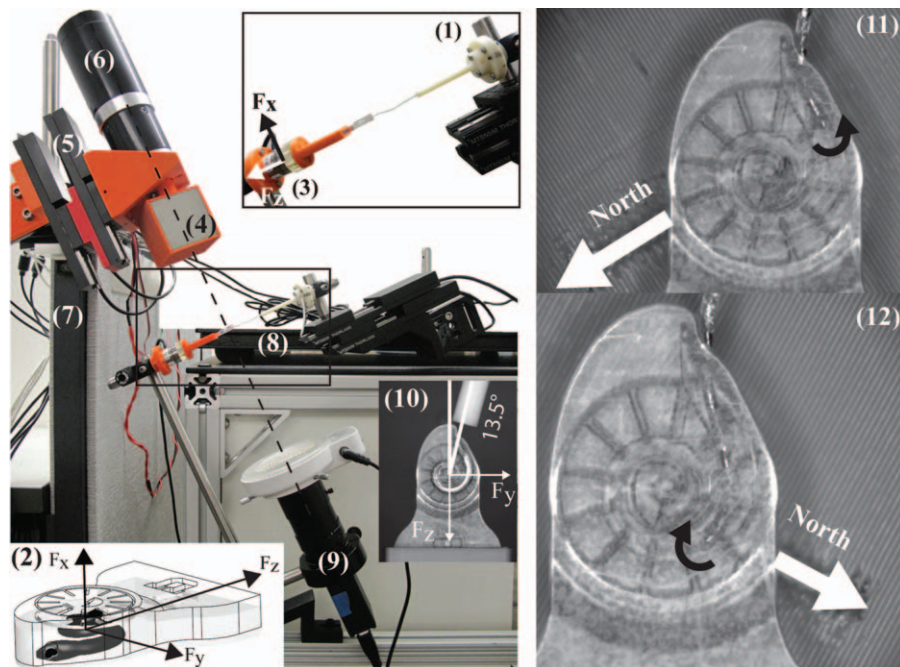 (6)
(1)
(5)
Fx
(3)
Fz
(4)
(7)
(8)
(10)
13.5°
Fy
Fz
(9)
(2)
Fx
Fz
Fy
(11)
North
(12)
North